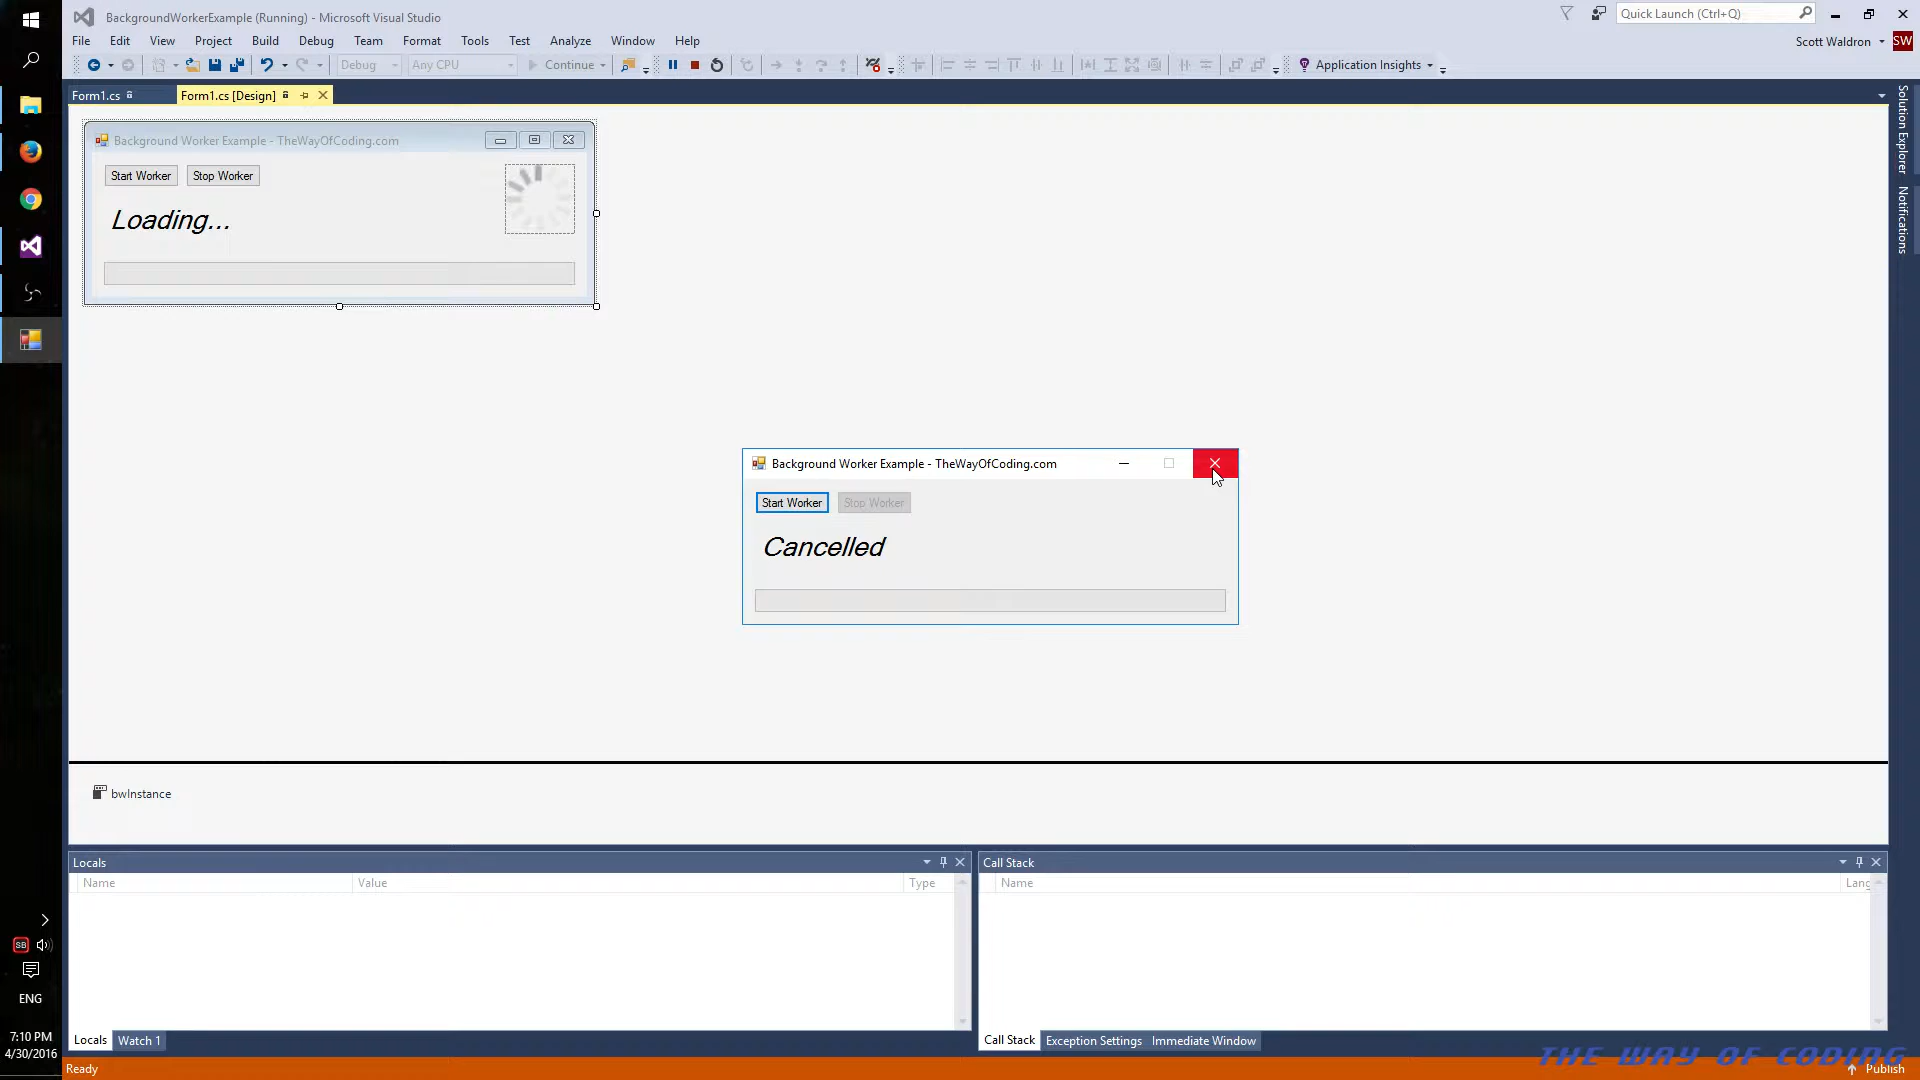 BackgroundWorkerExample (Running) - Microsoft Visual Studio
Quick Launch (Ctrl+Q)
File Edit View Project Build Debug Team Format Tools Test Analyze Window Help
Scott Waldron SW
Debug Any CPU Continue Application Insights
Form1.cs Form1.cs [Design]
Solution Explorer
Notifications
Background Worker Example - TheWayOfCoding.com
Start Worker Stop Worker
Loading...
Background Worker Example - TheWayOfCoding.com
Start Worker Stop Worker
Cancelled
bwInstance
Locals
Name Value Type
Call Stack
Name Lang
Locals Watch 1
Call Stack Exception Settings Immediate Window
SB
ENG
7:10 PM
4/30/2016
Ready
THE WAY OF CODING
Publish